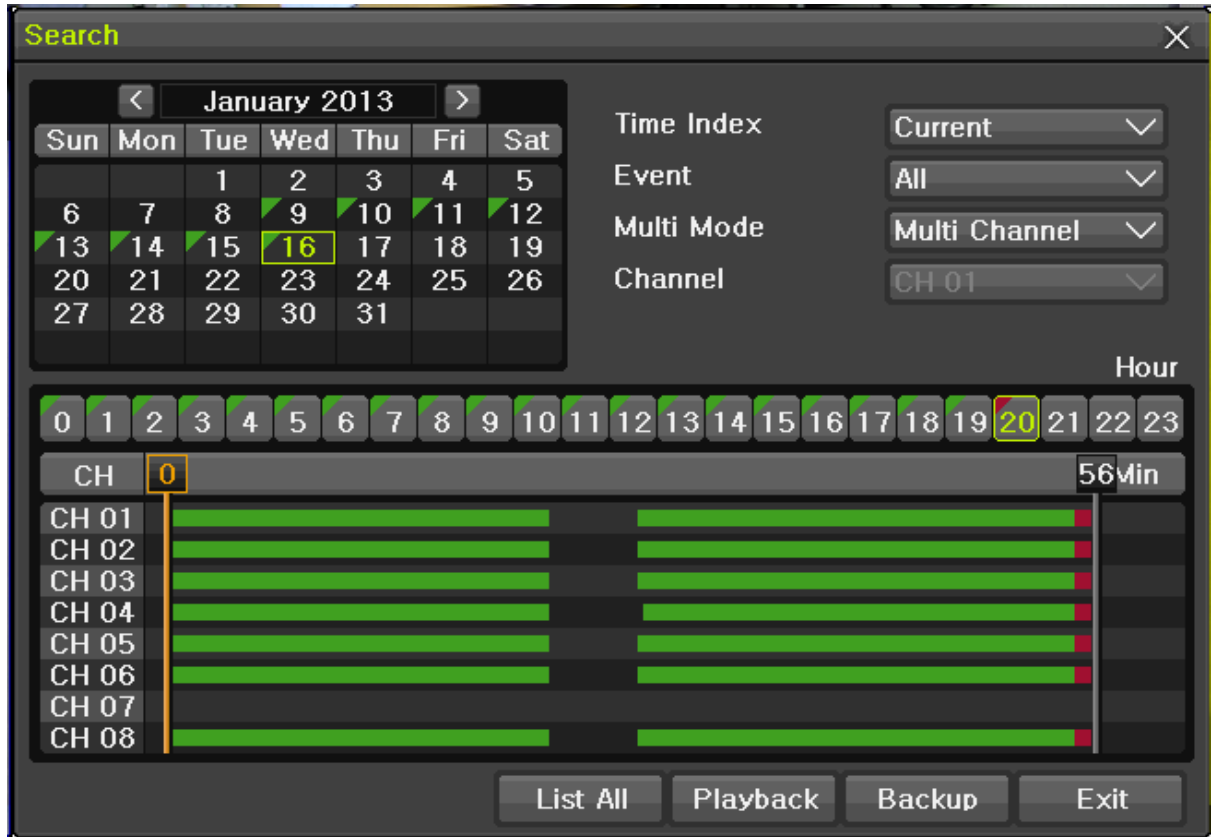 Search
January 2013
Sun Mon Tue Wed Thu Fri Sat
1 2 3 4 5
6 7 8 9 10 11 12
13 14 15 16 17 18 19
20 21 22 23 24 25 26
27 28 29 30 31
Time Index Current
Event All
Multi Mode Multi Channel
Channel CH 01
Hour
0 1 2 3 4 5 6 7 8 9 10 11 12 13 14 15 16 17 18 19 20 21 22 23
CH 0 56 Min
CH 01
CH 02
CH 03
CH 04
CH 05
CH 06
CH 07
CH 08
List All Playback Backup Exit